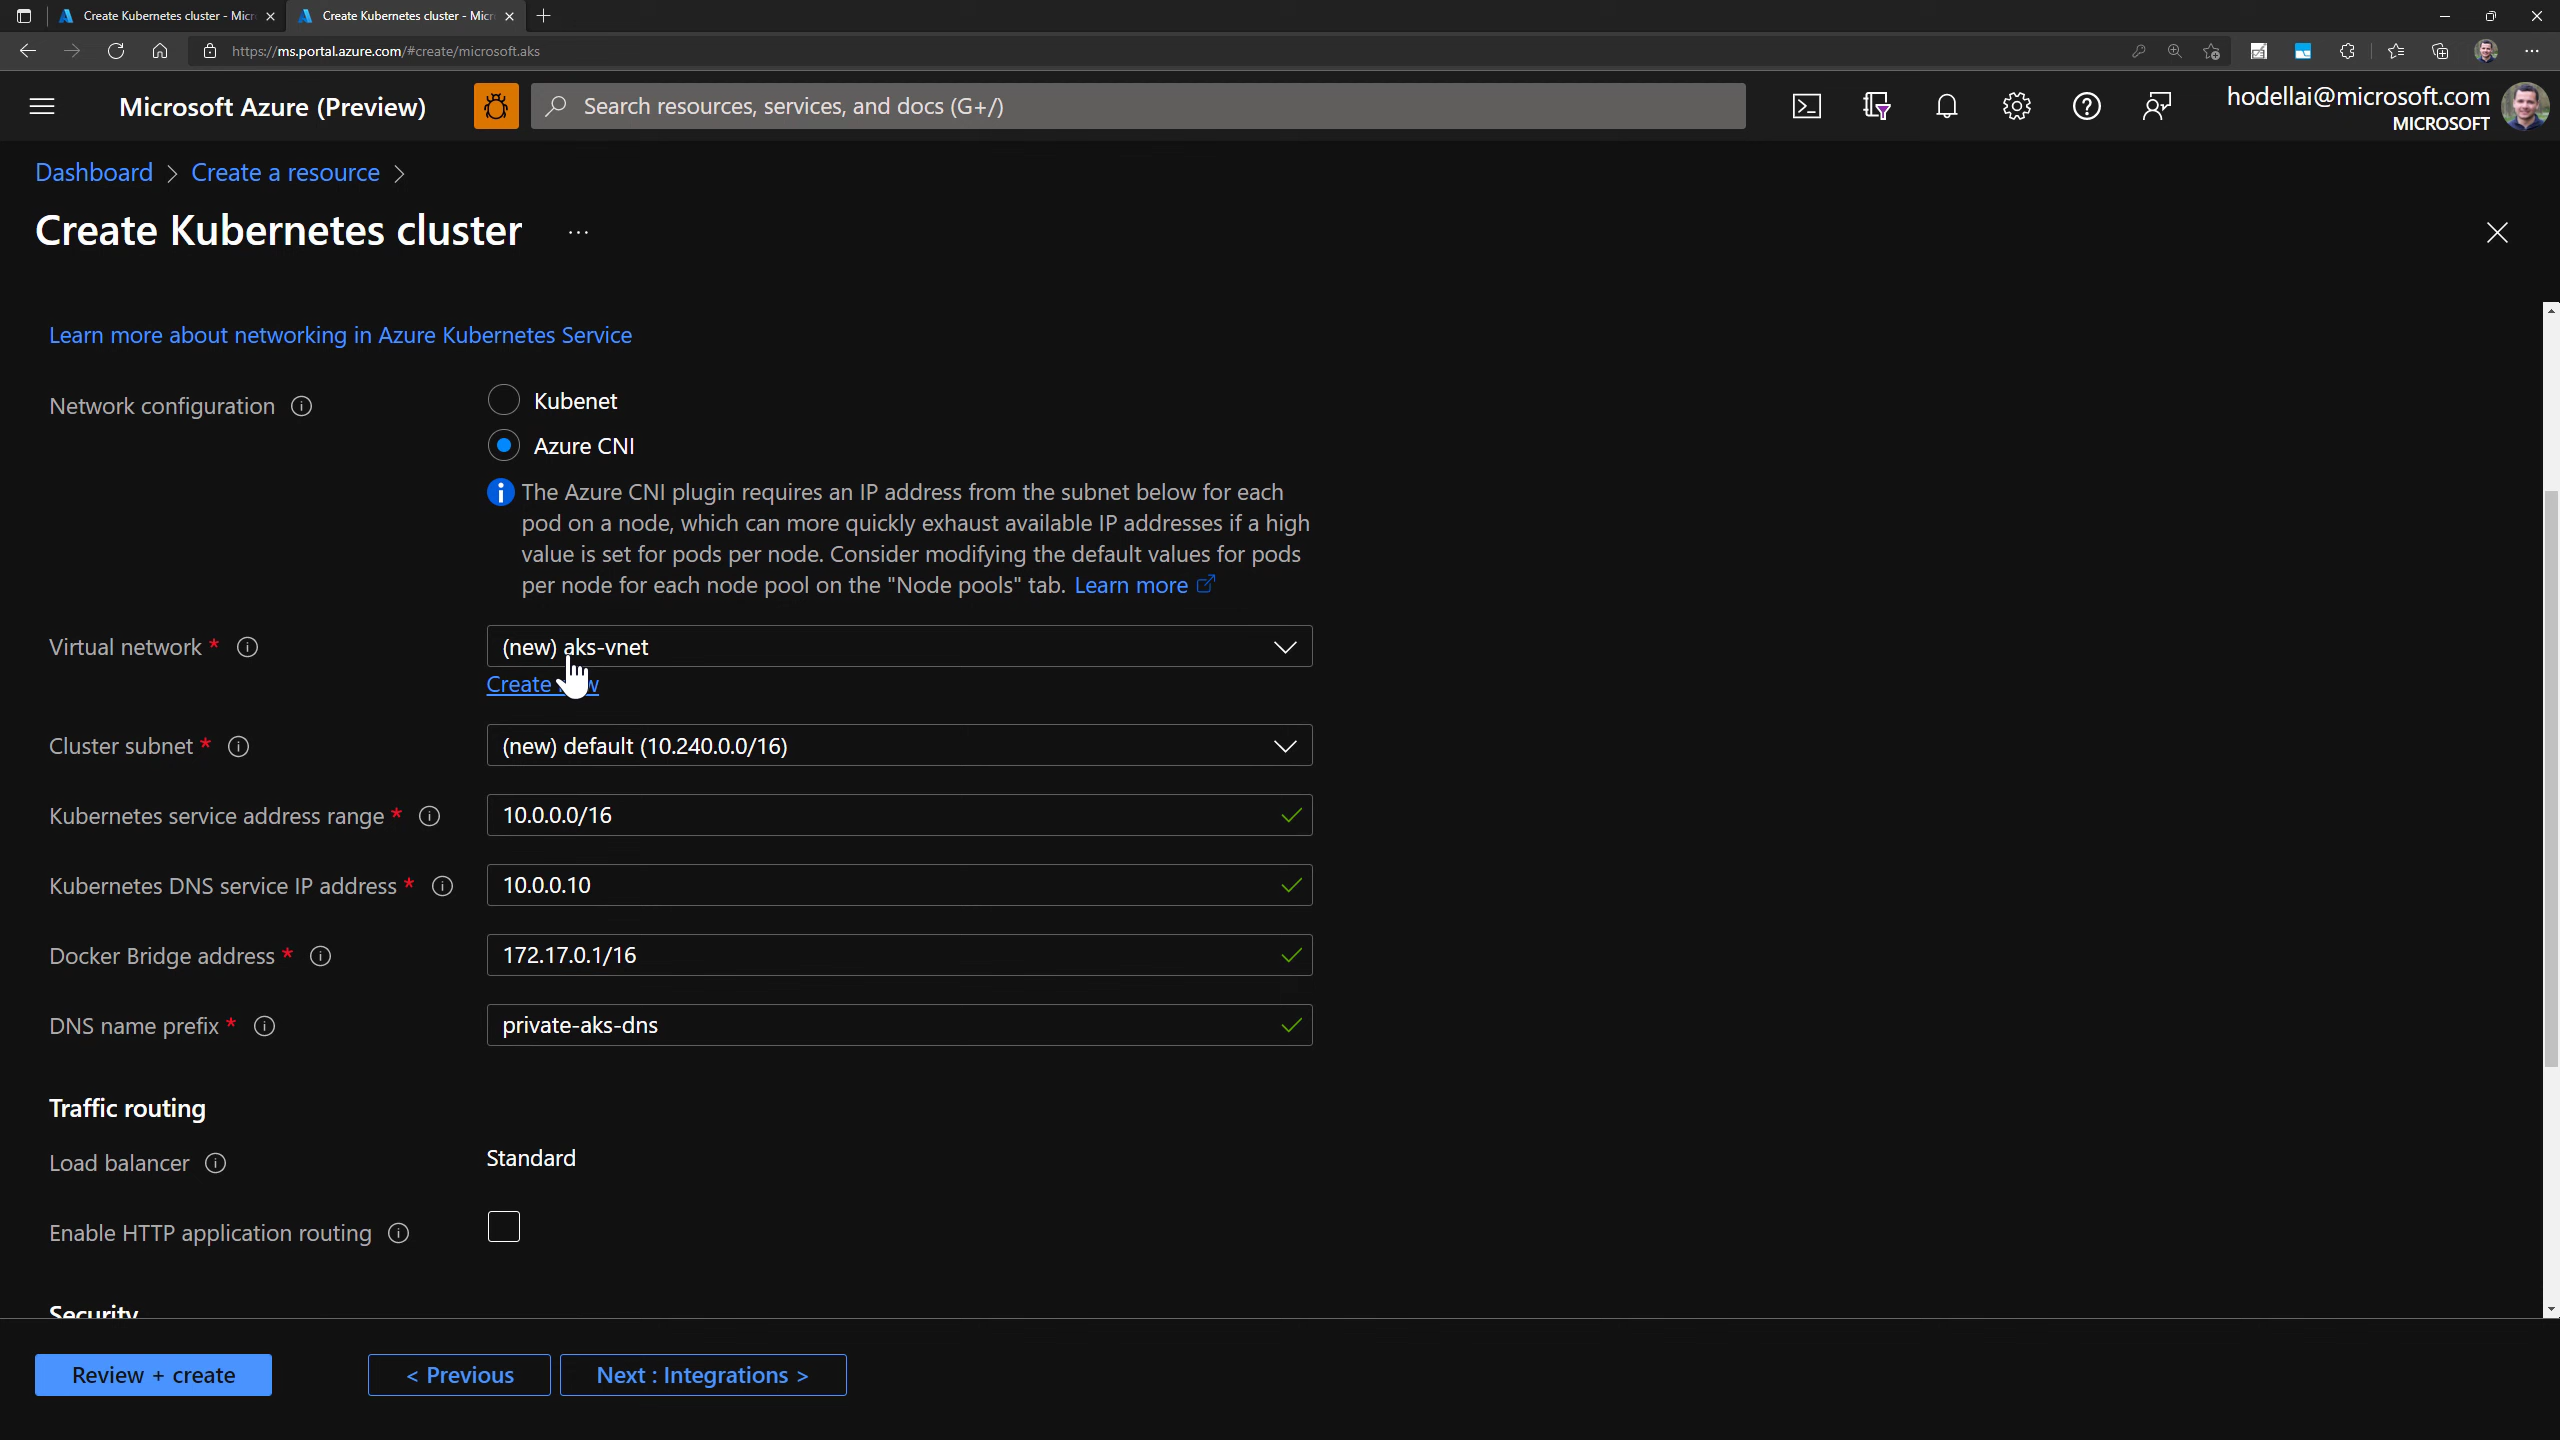 Create Kubernetes cluster - Micr
Create Kubernetes cluster - Micr
https://ms.portal.azure.com/#create/microsoft.aks
Microsoft Azure (Preview)
Search resources, services, and docs (G+/)
hodellai@microsoft.com
MICROSOFT
Dashboard > Create a resource >
Create Kubernetes cluster ...
Learn more about networking in Azure Kubernetes Service
Network configuration
Kubenet
Azure CNI
The Azure CNI plugin requires an IP address from the subnet below for each
pod on a node, which can more quickly exhaust available IP addresses if a high
value is set for pods per node. Consider modifying the default values for pods
per node for each node pool on the "Node pools" tab. Learn more
Virtual network *
(new) aks-vnet
Create
Cluster subnet *
(new) default (10.240.0.0/16)
Kubernetes service address range *
10.0.0.0/16
Kubernetes DNS service IP address *
10.0.0.10
Docker Bridge address *
172.17.0.1/16
DNS name prefix *
private-aks-dns
Traffic routing
Load balancer
Standard
Enable HTTP application routing
Security
Review + create
< Previous
Next : Integrations >